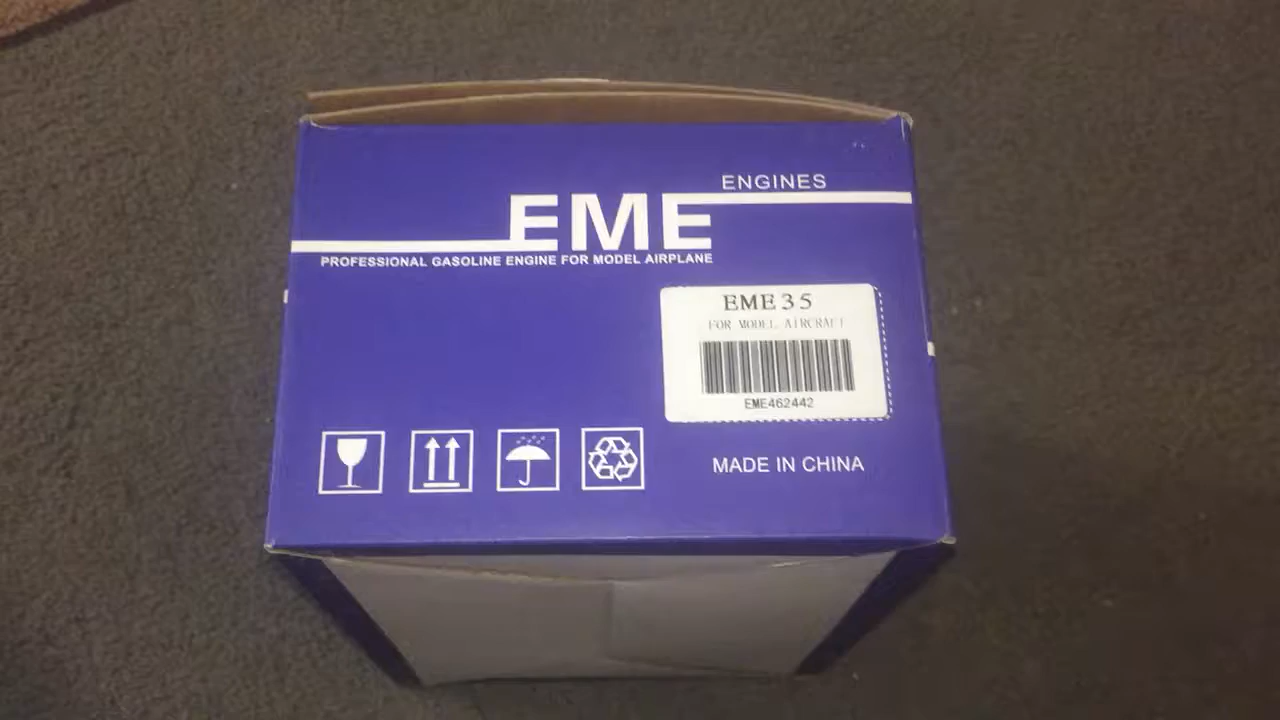 ENGINES
EME
PROFESSIONAL GASOLINE ENGINE FOR MODEL AIRPLANE
EME35
FOR MODEL AIRCRAFT
EME462442
MADE IN CHINA